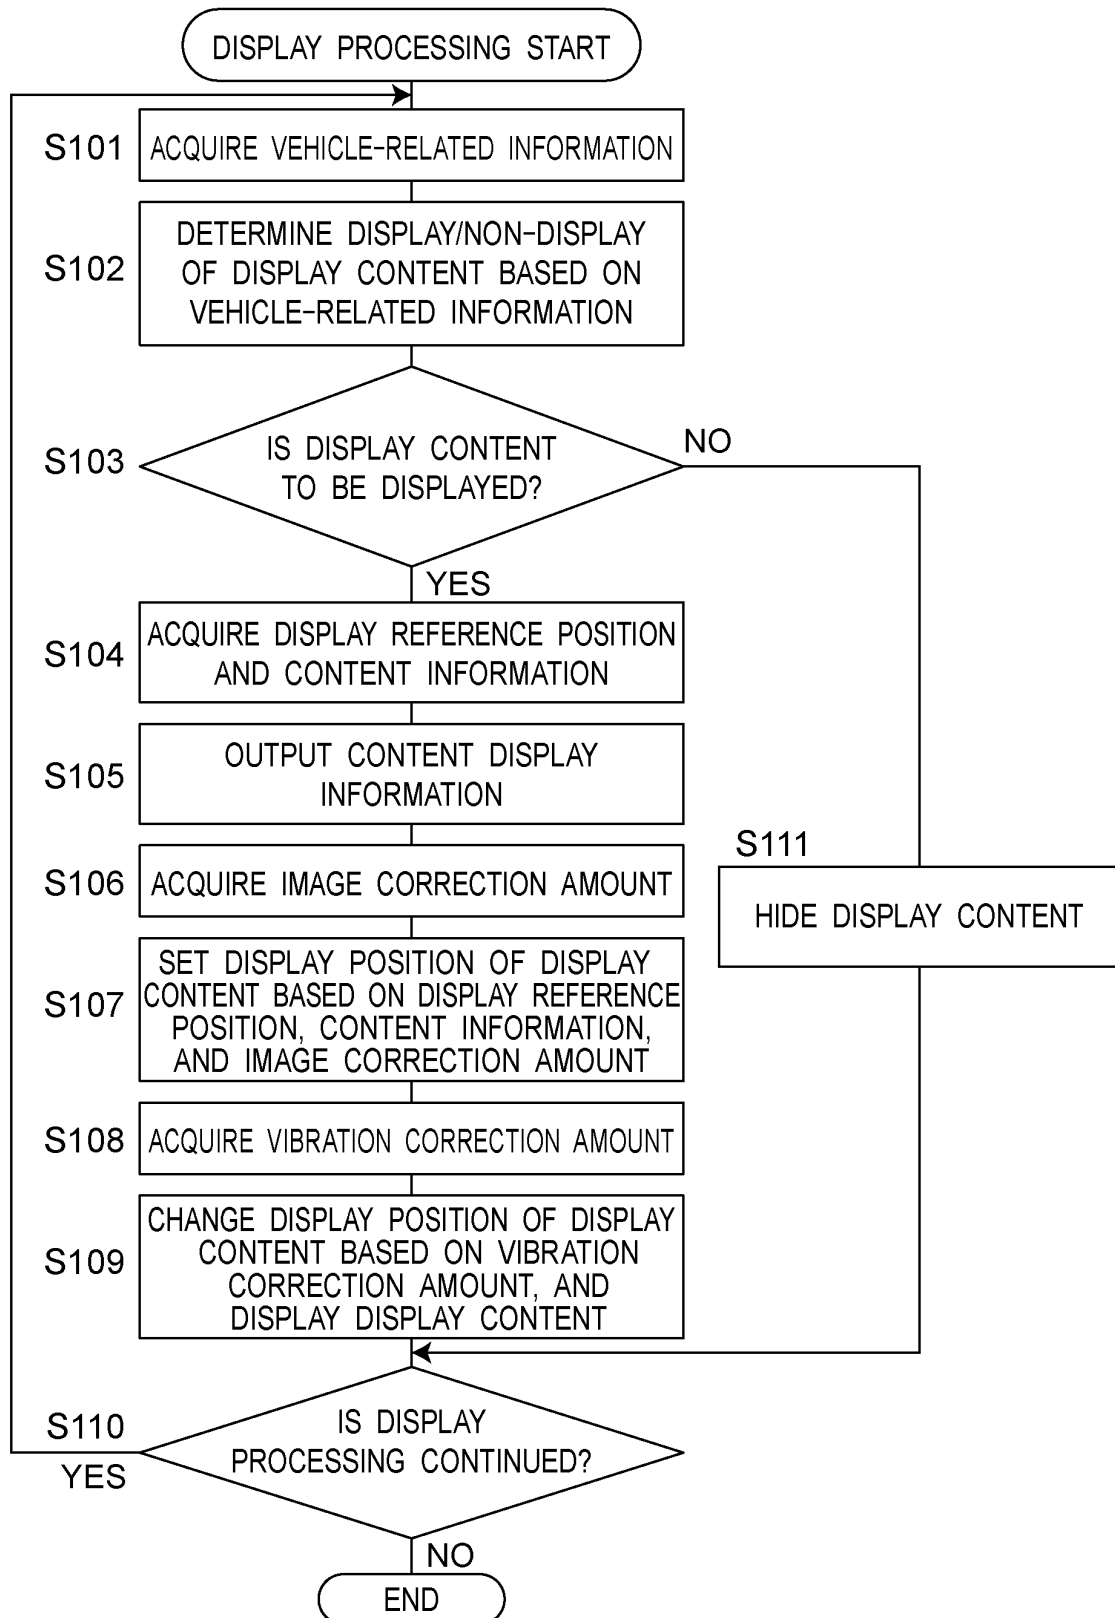 DISPLAY PROCESSING START
S101
ACQUIRE VEHICLE-RELATED INFORMATION
S102
DETERMINE DISPLAY/NON-DISPLAY
OF DISPLAY CONTENT BASED ON
VEHICLE-RELATED INFORMATION
S103
IS DISPLAY CONTENT
TO BE DISPLAYED?
NO
YES
S104
ACQUIRE DISPLAY REFERENCE POSITION
AND CONTENT INFORMATION
S105
OUTPUT CONTENT DISPLAY
INFORMATION
S106
ACQUIRE IMAGE CORRECTION AMOUNT
S111
HIDE DISPLAY CONTENT
S107
SET DISPLAY POSITION OF DISPLAY
CONTENT BASED ON DISPLAY REFERENCE
POSITION, CONTENT INFORMATION,
AND IMAGE CORRECTION AMOUNT
S108
ACQUIRE VIBRATION CORRECTION AMOUNT
S109
CHANGE DISPLAY POSITION OF DISPLAY
CONTENT BASED ON VIBRATION
CORRECTION AMOUNT, AND
DISPLAY DISPLAY CONTENT
S110
IS DISPLAY
PROCESSING CONTINUED?
YES
NO
END